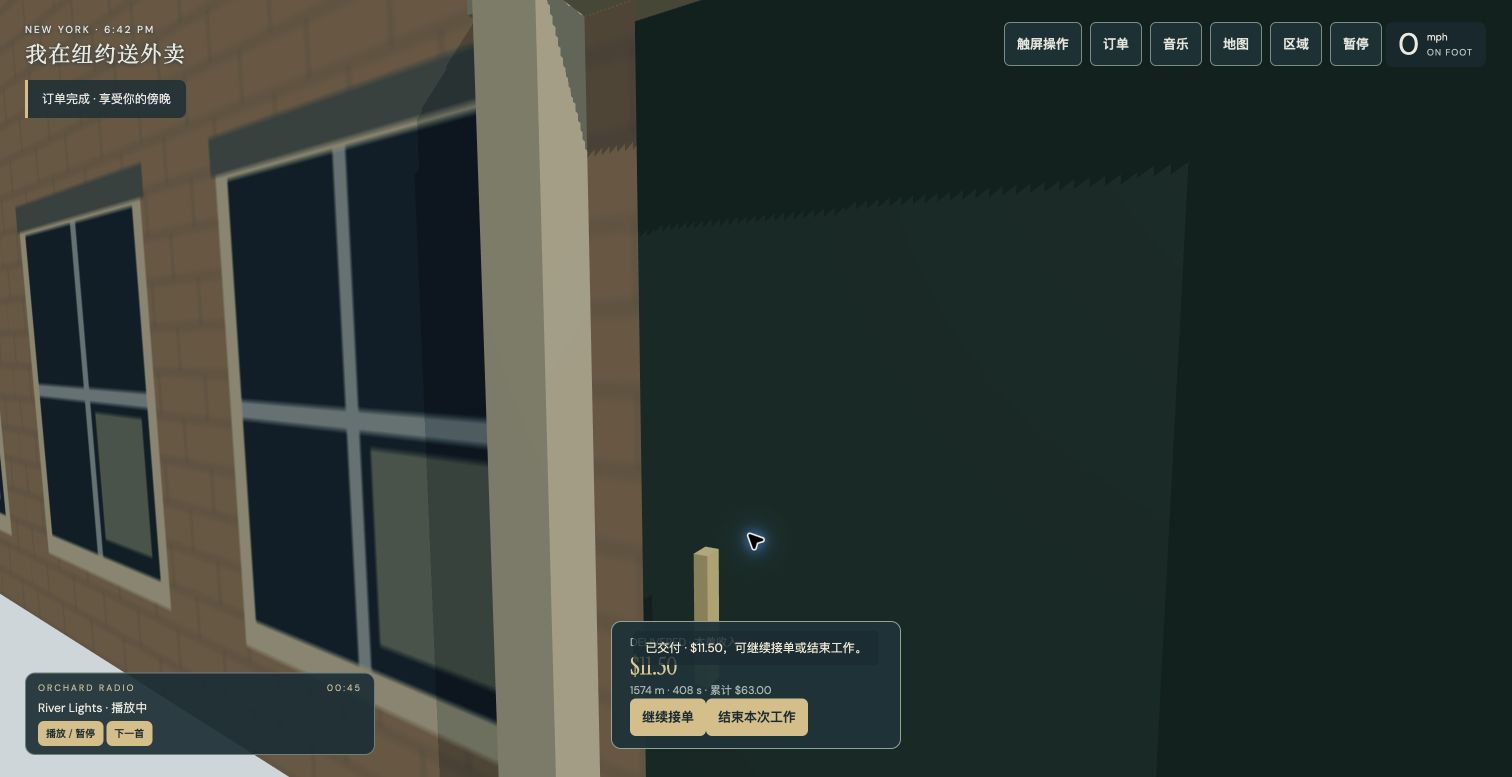 NEW YORK · 6:42 PM
我在纽约送外卖
订单完成 · 享受你的傍晚
触屏操作
订单
音乐
地图
区域
暂停
0 mph
ON FOOT
已交付 · $11.50，可继续接单或结束本次工作。
$11.50
1574 m · 408 s · 累计 $63.00
继续接单
结束本次工作
ORCHARD RADIO
00:45
River Lights · 播放中
播放 / 暂停
下一首